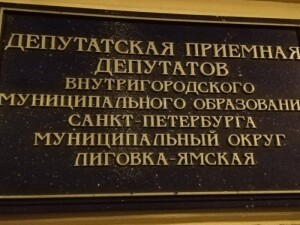 ДЕПУТАТСКАЯ ПРИЕМНАЯ
ДЕПУТАТОВ
ВНУТРИГОРОДСКОГО
МУНИЦИПАЛЬНОГО ОБРАЗОВАНИ
САНКТ-ПЕТЕРБУРГА
МУНИЦИПАЛЬНЫЙ ОКРУГ
ЛИГОВКА-ЯМСКАЯ